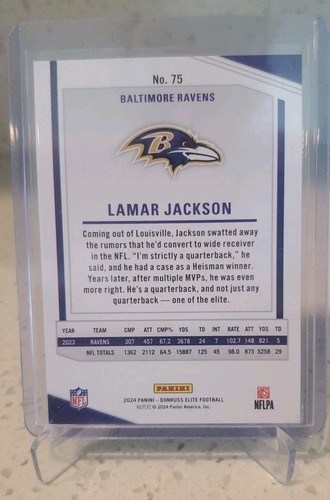 No. 75
BALTIMORE RAVENS
B
LAMAR JACKSON
Coming out of Louisville, Jackson swatted away
the rumors that he'd convert to wide receiver
in the NFL. "I'm strictly a quarterback," he
said, and he had a case as a Heisman winner.
Years later, after multiple MVPs, he was even
more right. He's a quarterback, and not just any
quarterback — one of the elite.
YEAR TEAM CMP ATT CMP% YDS TD INT RATE ATT YDS TD
2023 RAVENS 307 457 67.2 3678 24 7 102.7 148 821 5
NFL TOTALS 1362 2112 64.5 15887 125 45 98.0 875 5258 29
NFL
PANINI
NFLPA
2024 PANINI - DONRUSS ELITE FOOTBALL
© 2024 Panini America, Inc.